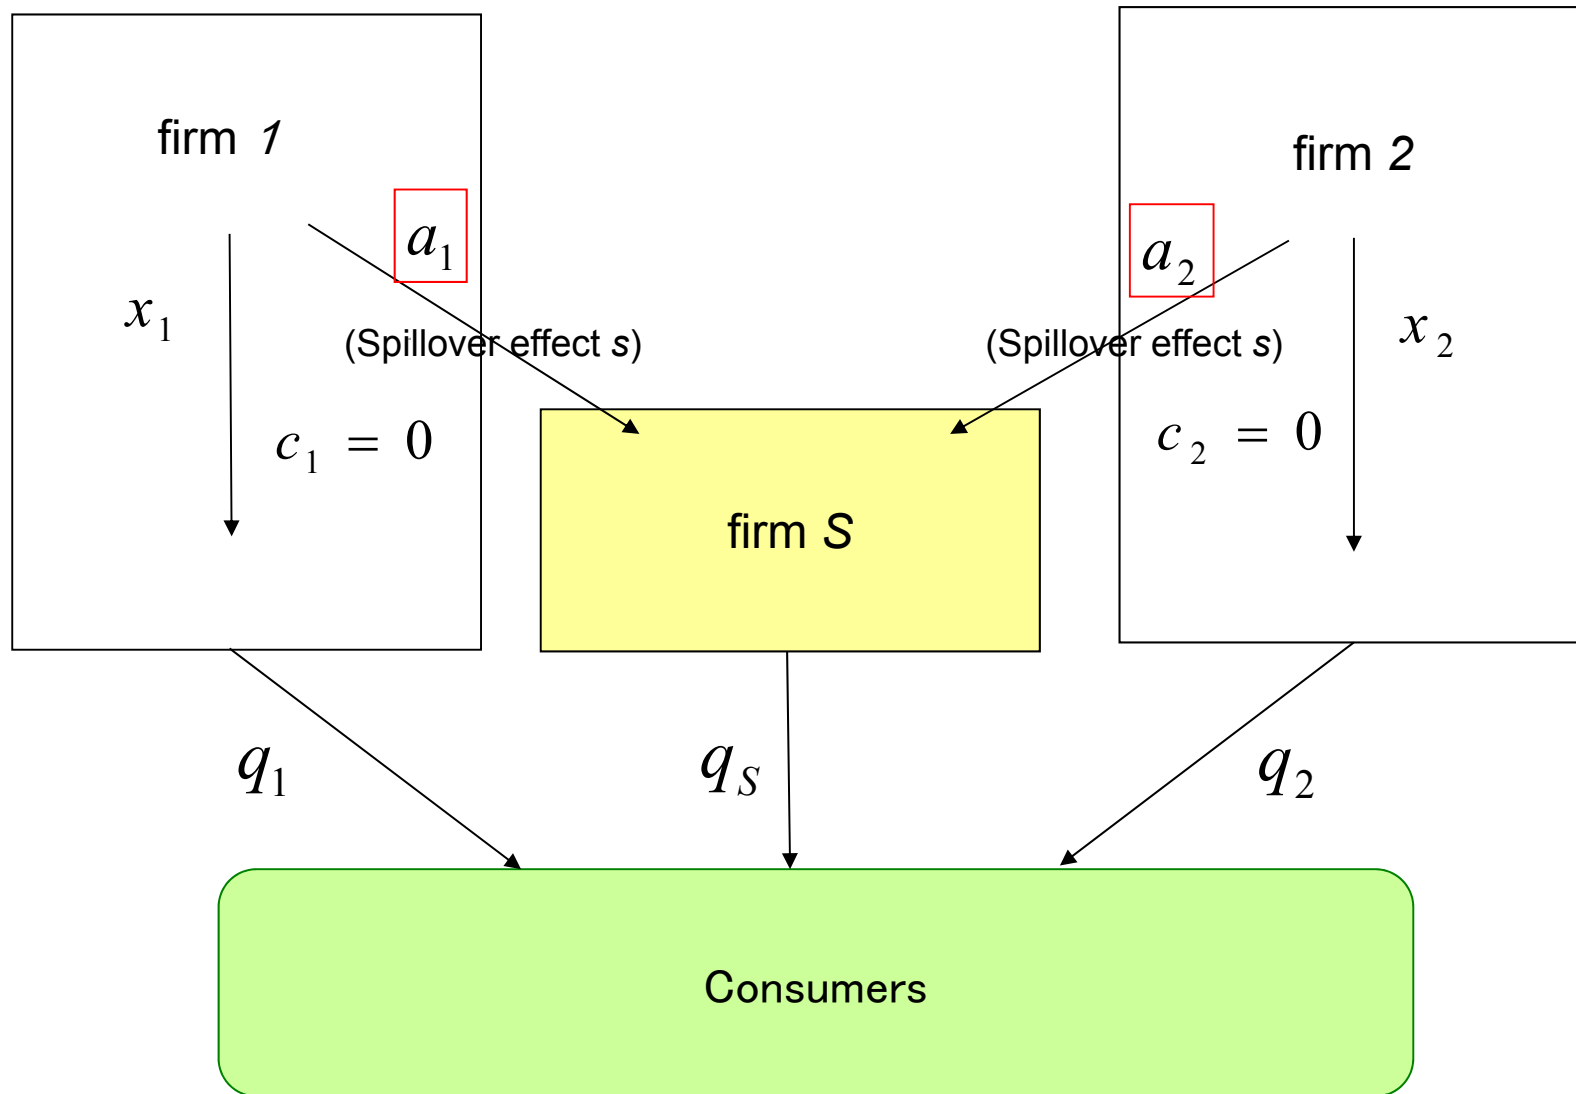 firm 1
firm 2
a₁
a₂
x₁
x₂
(Spillover effect s)
(Spillover effect s)
c₁ = 0
c₂ = 0
firm S
q₁
q_S
q₂
Consumers